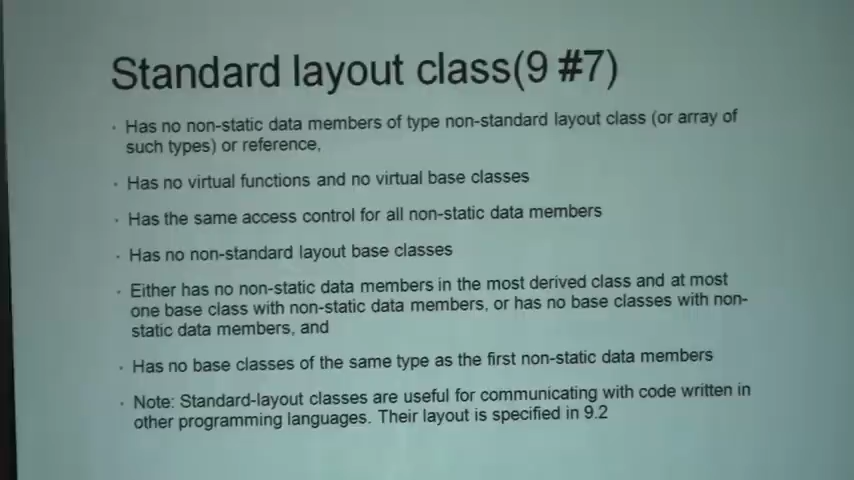 Standard layout class(9 #7)
· Has no non-static data members of type non-standard layout class (or array of
such types) or reference,
· Has no virtual functions and no virtual base classes
· Has the same access control for all non-static data members
· Has no non-standard layout base classes
· Either has no non-static data members in the most derived class and at most
one base class with non-static data members, or has no base classes with non-
static data members, and
· Has no base classes of the same type as the first non-static data members
· Note: Standard-layout classes are useful for communicating with code written in
other programming languages. Their layout is specified in 9.2